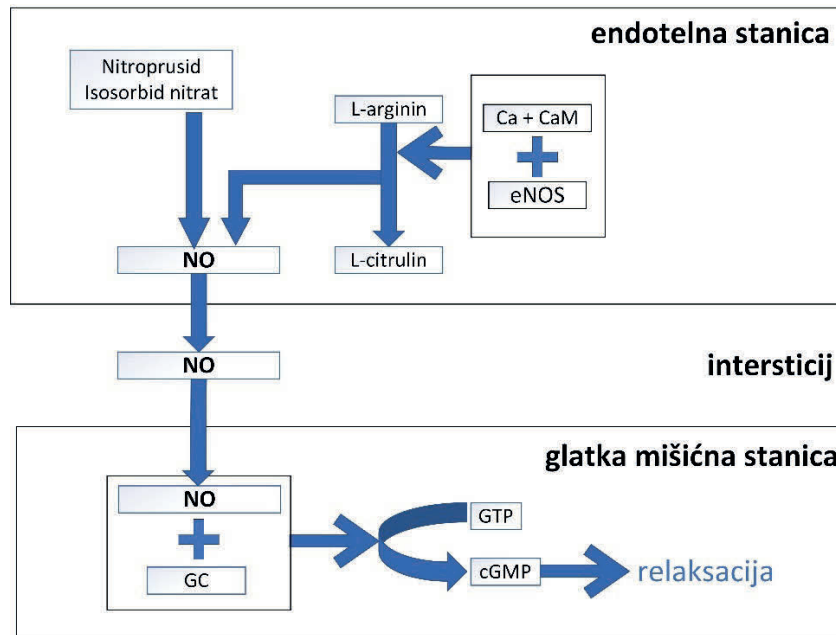 endotelna stanica
Nitroprusid
Isosorbid nitrat
L-arginin
Ca + CaM
eNOS
NO
L-citrulin
NO
intersticij
glatka mišićna stanica
NO
GTP
GC
cGMP
relaksacija